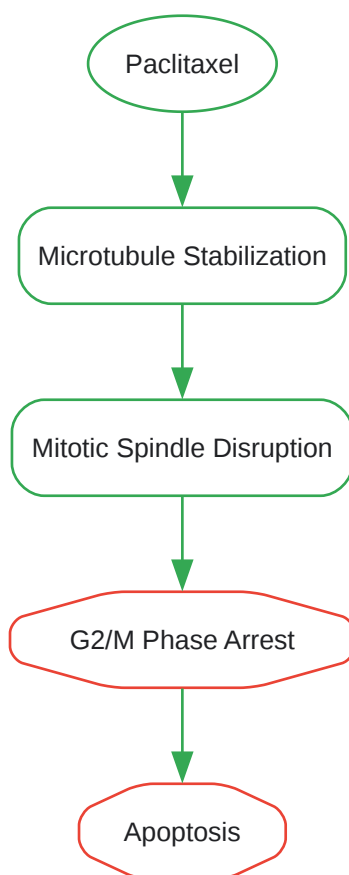 Paclitaxel
Microtubule Stabilization
Mitotic Spindle Disruption
G2/M Phase Arrest
Apoptosis